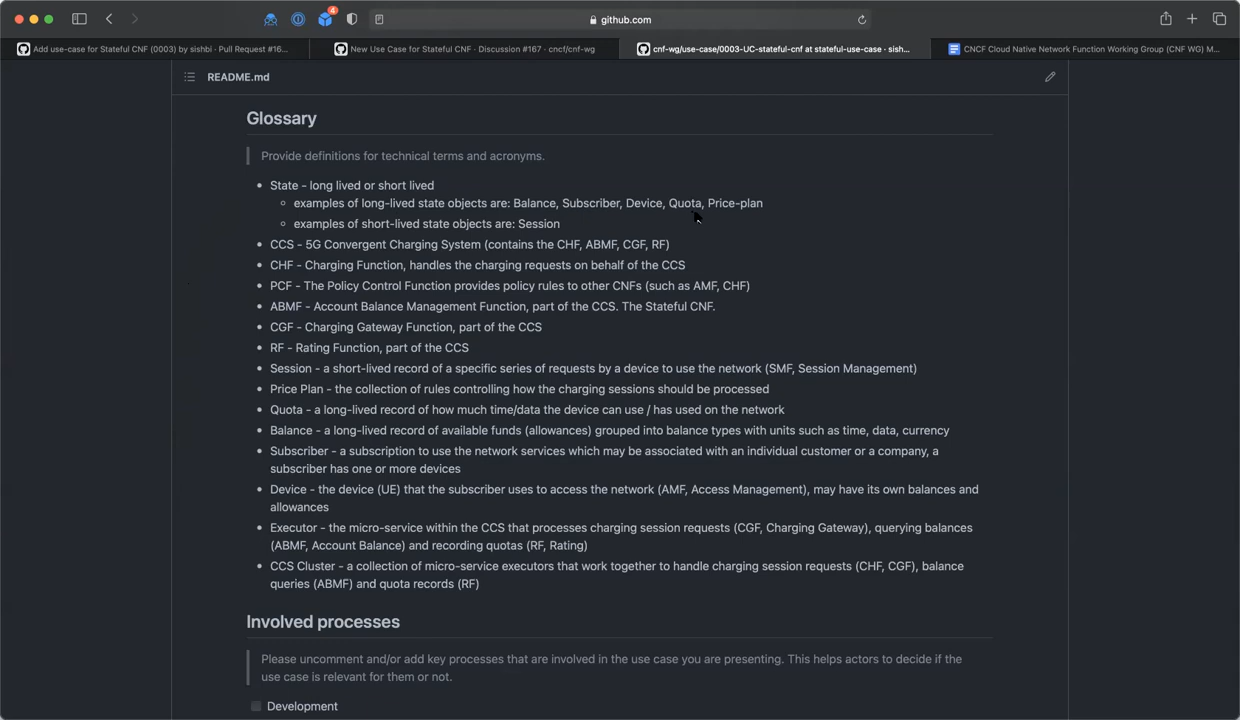 4
github.com
Add use-case for Stateful CNF (0003) by sishbi · Pull Request #16...
New Use Case for Stateful CNF · Discussion #167 · cncf/cnf-wg
cnf-wg/use-case/0003-UC-stateful-cnf at stateful-use-case · sish...
CNCF Cloud Native Network Function Working Group (CNF WG) M...
README.md
Glossary
Provide definitions for technical terms and acronyms.
State - long lived or short lived
examples of long-lived state objects are: Balance, Subscriber, Device, Quota, Price-plan
examples of short-lived state objects are: Session
CCS - 5G Convergent Charging System (contains the CHF, ABMF, CGF, RF)
CHF - Charging Function, handles the charging requests on behalf of the CCS
PCF - The Policy Control Function provides policy rules to other CNFs (such as AMF, CHF)
ABMF - Account Balance Management Function, part of the CCS. The Stateful CNF.
CGF - Charging Gateway Function, part of the CCS
RF - Rating Function, part of the CCS
Session - a short-lived record of a specific series of requests by a device to use the network (SMF, Session Management)
Price Plan - the collection of rules controlling how the charging sessions should be processed
Quota - a long-lived record of how much time/data the device can use / has used on the network
Balance - a long-lived record of available funds (allowances) grouped into balance types with units such as time, data, currency
Subscriber - a subscription to use the network services which may be associated with an individual customer or a company, a
subscriber has one or more devices
Device - the device (UE) that the subscriber uses to access the network (AMF, Access Management), may have its own balances and
allowances
Executor - the micro-service within the CCS that processes charging session requests (CGF, Charging Gateway), querying balances
(ABMF, Account Balance) and recording quotas (RF, Rating)
CCS Cluster - a collection of micro-service executors that work together to handle charging session requests (CHF, CGF), balance
queries (ABMF) and quota records (RF)
Involved processes
Please uncomment and/or add key processes that are involved in the use case you are presenting. This helps actors to decide if the
use case is relevant for them or not.
Development